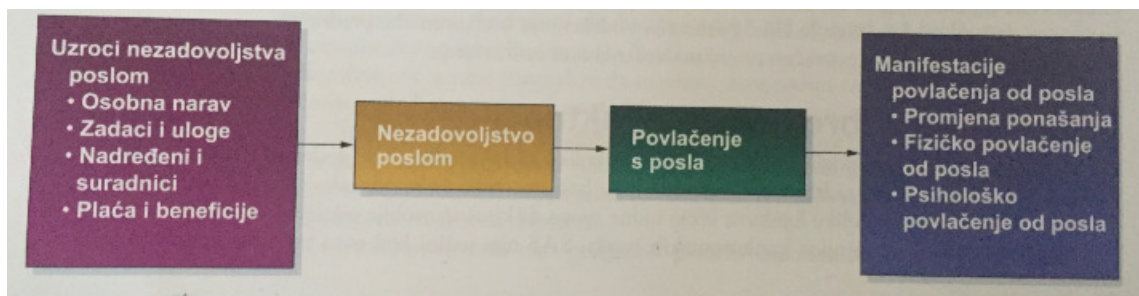 Uzroci nezadovoljstva
poslom
• Osobna narav
• Zadaci i uloge
• Nadređeni i
suradnici
• Plaća i beneficije
Nezadovoljstvo
poslom
Povlačenje
s posla
Manifestacije
povlačenja od posla
• Promjena ponašanja
• Fizičko povlačenje
od posla
• Psihološko
povlačenje od posla